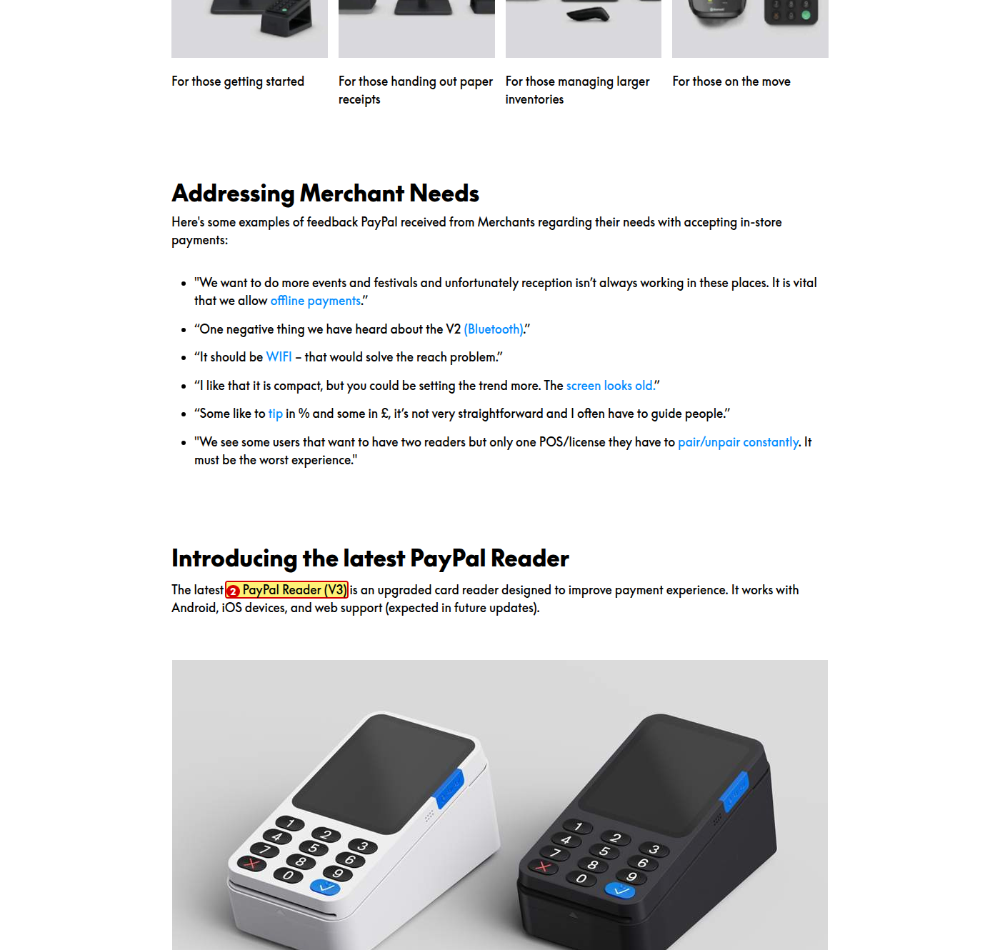 For those getting started
For those handing out paper
receipts
For those managing larger
inventories
For those on the move
Addressing Merchant Needs
Here's some examples of feedback PayPal received from Merchants regarding their needs with accepting in-store
payments:
"We want to do more events and festivals and unfortunately reception isn’t always working in these places. It is vital
that we allow offline payments.”
“One negative thing we have heard about the V2 (Bluetooth).”
“It should be WIFI – that would solve the reach problem.”
“I like that it is compact, but you could be setting the trend more. The screen looks old.”
“Some like to tip in % and some in £, it’s not very straightforward and I often have to guide people.”
"We see some users that want to have two readers but only one POS/license they have to pair/unpair constantly. It
must be the worst experience."
Introducing the latest PayPal Reader
The latest 2 PayPal Reader (V3) is an upgraded card reader designed to improve payment experience. It works with
Android, iOS devices, and web support (expected in future updates).
1 2 3
4 5 6
7 8 9
0
1 2 3
4 5 6
7 8 9
0